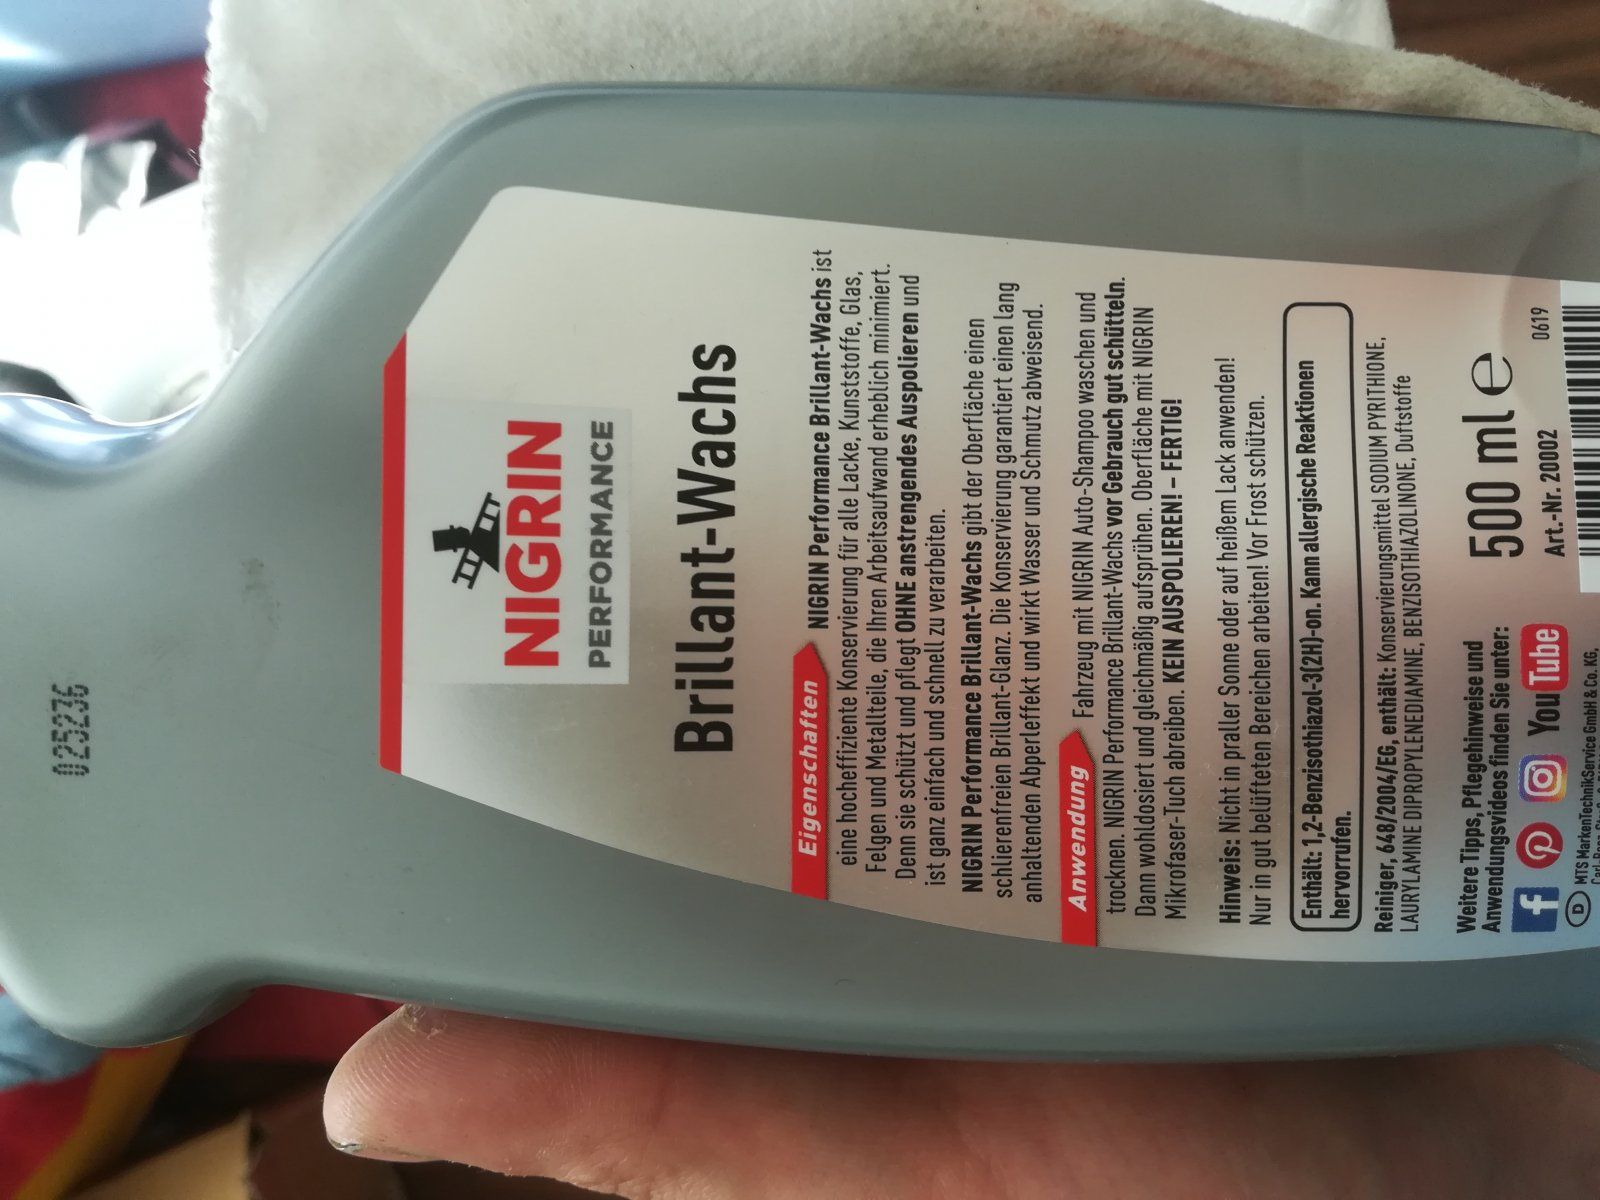 025236
NIGRIN
PERFORMANCE
Brillant-Wachs
Eigenschaften NIGRIN Performance Brillant-Wachs ist
eine hocheffiziente Konservierung für alle Lacke, Kunststoffe, Glas,
Felgen und Metallteile, die Ihren Arbeitsaufwand erheblich minimiert.
Denn sie schützt und pflegt OHNE anstrengendes Auspolieren und
ist ganz einfach und schnell zu verarbeiten.
NIGRIN Performance Brillant-Wachs gibt der Oberfläche einen
schlierenfreien Brillant-Glanz. Die Konservierung garantiert einen lang
anhaltenden Abperleffekt und wirkt Wasser und Schmutz abweisend.
Anwendung Fahrzeug mit NIGRIN Auto-Shampoo waschen und
trocknen. NIGRIN Performance Brillant-Wachs vor Gebrauch gut schütteln.
Dann wohldosiert und gleichmäßig aufsprühen. Oberfläche mit NIGRIN
Mikrofaser-Tuch abreiben. KEIN AUSPOLIEREN! – FERTIG!
Hinweis: Nicht in praller Sonne oder auf heißem Lack anwenden!
Nur in gut belüfteten Bereichen arbeiten! Vor Frost schützen.
Enthält: 1,2-Benzisothiazol-3(2H)-on. Kann allergische Reaktionen
hervorrufen.
Reiniger, 648/2004/EG, enthält: Konservierungsmittel SODIUM PYRITHIONE,
LAURYLAMINE DIPROPYLENEDIAMINE, BENZISOTHIAZOLINONE, Duftstoffe
Weitere Tipps, Pflegehinweise und
Anwendungsvideos finden Sie unter:
YouTube
500 ml e
Art.-Nr. 20002
0619
D MTS MarkenTechnikService GmbH & Co. KG,